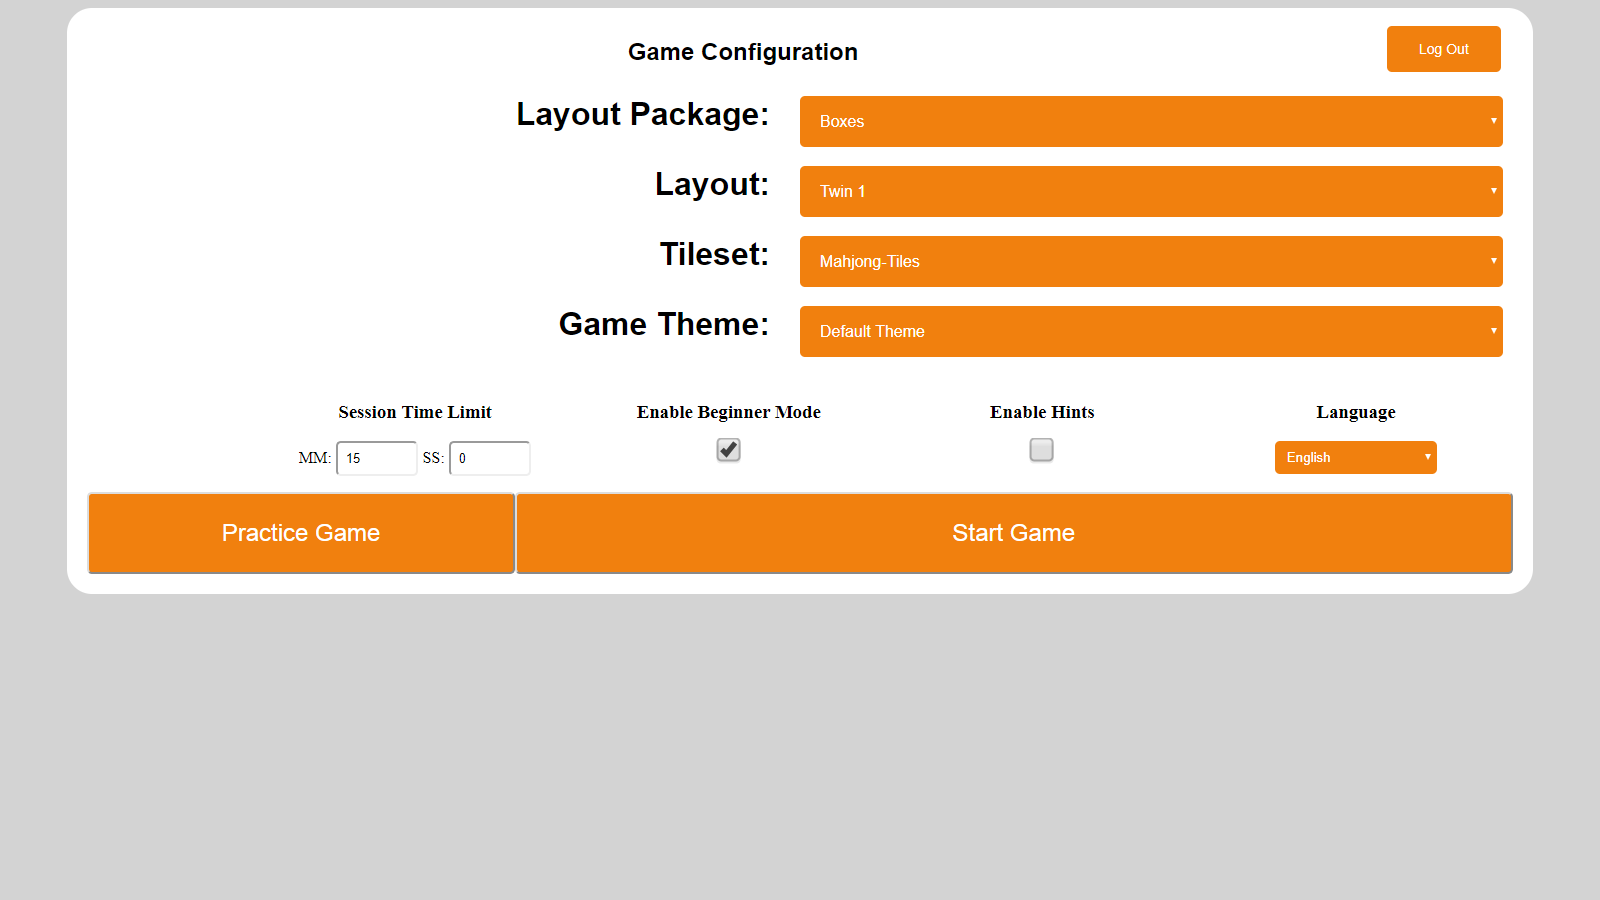 Game Configuration
Log Out
Layout Package:
Boxes
Layout:
Twin 1
Tileset:
Mahjong-Tiles
Game Theme:
Default Theme
Session Time Limit
Enable Beginner Mode
Enable Hints
Language
MM: 15 SS: 0
English
Practice Game
Start Game